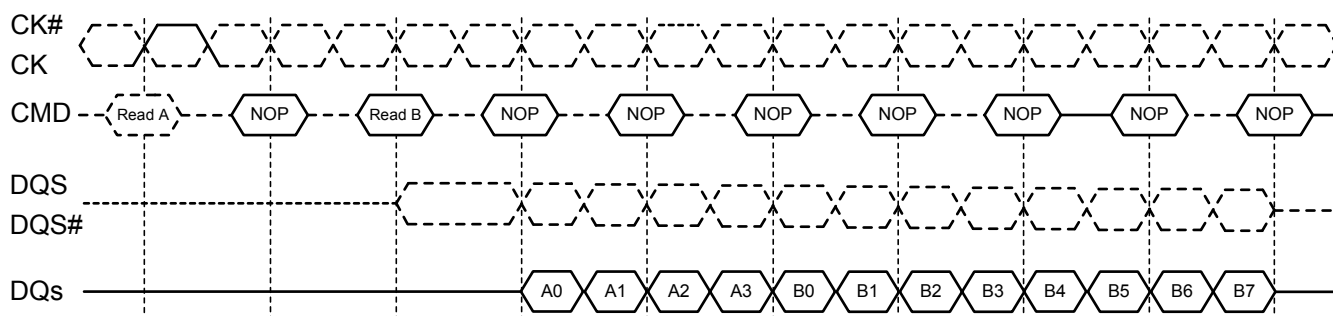 CK#
CK
CMD Read A NOP Read B NOP NOP NOP NOP NOP NOP NOP
DQS
DQS#
DQs A0 A1 A2 A3 B0 B1 B2 B3 B4 B5 B6 B7